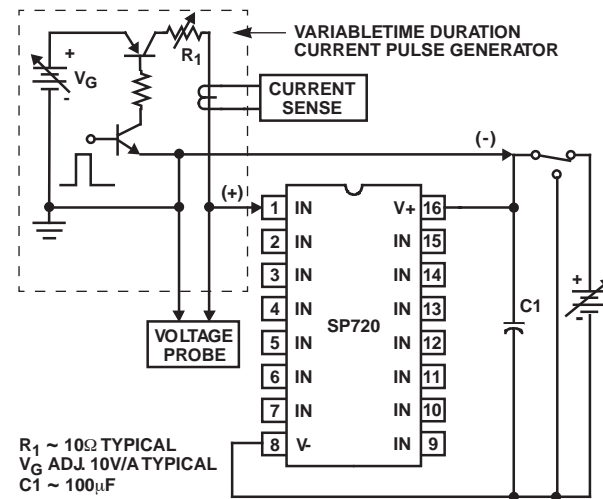 VARIABLETIME DURATION
CURRENT PULSE GENERATOR
+
R1
VG
-
CURRENT
SENSE
(-)
(+)
1 IN V+ 16
2 IN IN 15
3 IN IN 14
4 IN IN 13
5 IN IN 12
6 IN IN 11
7 IN IN 10
8 V- IN 9
SP720
VOLTAGE
PROBE
C1
+
-
R1 ~ 10Ω TYPICAL
VG ADJ. 10V/A TYPICAL
C1 ~ 100µF